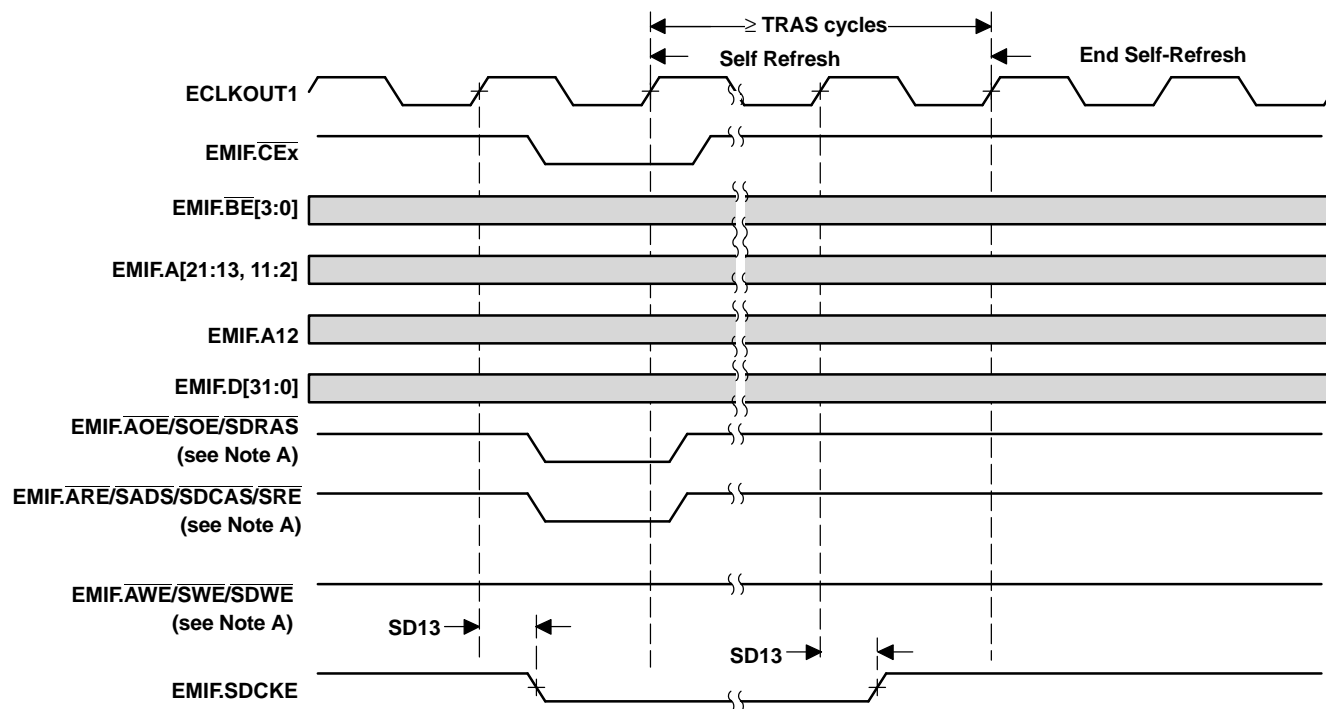 ≥ TRAS cycles
Self Refresh
End Self-Refresh
ECLKOUT1
EMIF.CEx
EMIF.BE[3:0]
EMIF.A[21:13, 11:2]
EMIF.A12
EMIF.D[31:0]
EMIF.AOE/SOE/SDRAS
(see Note A)
EMIF.ARE/SADS/SDCAS/SRE
(see Note A)
EMIF.AWE/SWE/SDWE
(see Note A)
SD13
SD13
EMIF.SDCKE